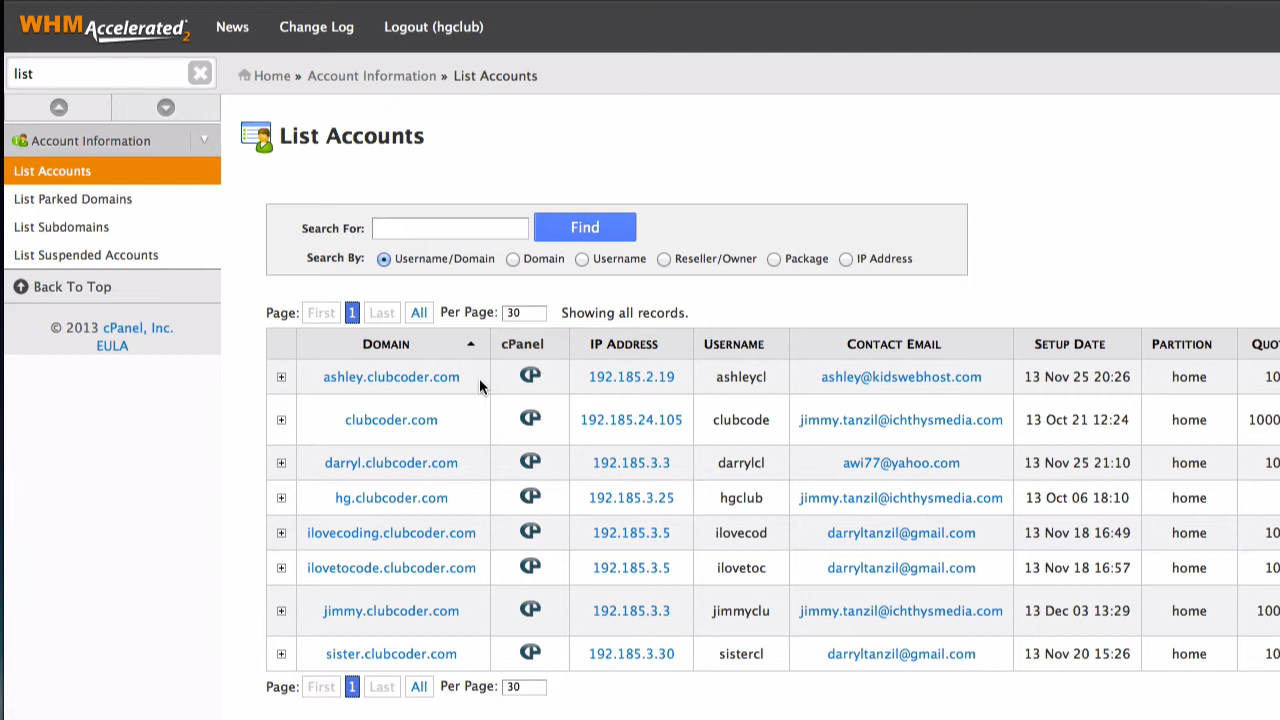 WHM Accelerated 2 News Change Log Logout (hgclub)
list
Home » Account Information » List Accounts
Account Information
List Accounts
List Parked Domains
List Subdomains
List Suspended Accounts
Back To Top
© 2013 cPanel, Inc.
EULA
List Accounts
Search For: Find
Search By: Username/Domain Domain Username Reseller/Owner Package IP Address
Page: First 1 Last All Per Page: 30 Showing all records.
DOMAIN cPanel IP ADDRESS USERNAME CONTACT EMAIL SETUP DATE PARTITION QUO
ashley.clubcoder.com 192.185.2.19 ashleycl ashley@kidswebhost.com 13 Nov 25 20:26 home 10
clubcoder.com 192.185.24.105 clubcode jimmy.tanzil@ichthysmedia.com 13 Oct 21 12:24 home 1000
darryl.clubcoder.com 192.185.3.3 darrylcl awi77@yahoo.com 13 Nov 25 21:10 home 10
hg.clubcoder.com 192.185.3.25 hgclub jimmy.tanzil@ichthysmedia.com 13 Oct 06 18:10 home
ilovecoding.clubcoder.com 192.185.3.5 ilovecod darryltanzil@gmail.com 13 Nov 18 16:49 home 10
ilovetocode.clubcoder.com 192.185.3.5 ilovetoc darryltanzil@gmail.com 13 Nov 18 16:57 home 10
jimmy.clubcoder.com 192.185.3.3 jimmyclu jimmy.tanzil@ichthysmedia.com 13 Dec 03 13:29 home 100
sister.clubcoder.com 192.185.3.30 sistercl darryltanzil@gmail.com 13 Nov 20 15:26 home 10
Page: First 1 Last All Per Page: 30